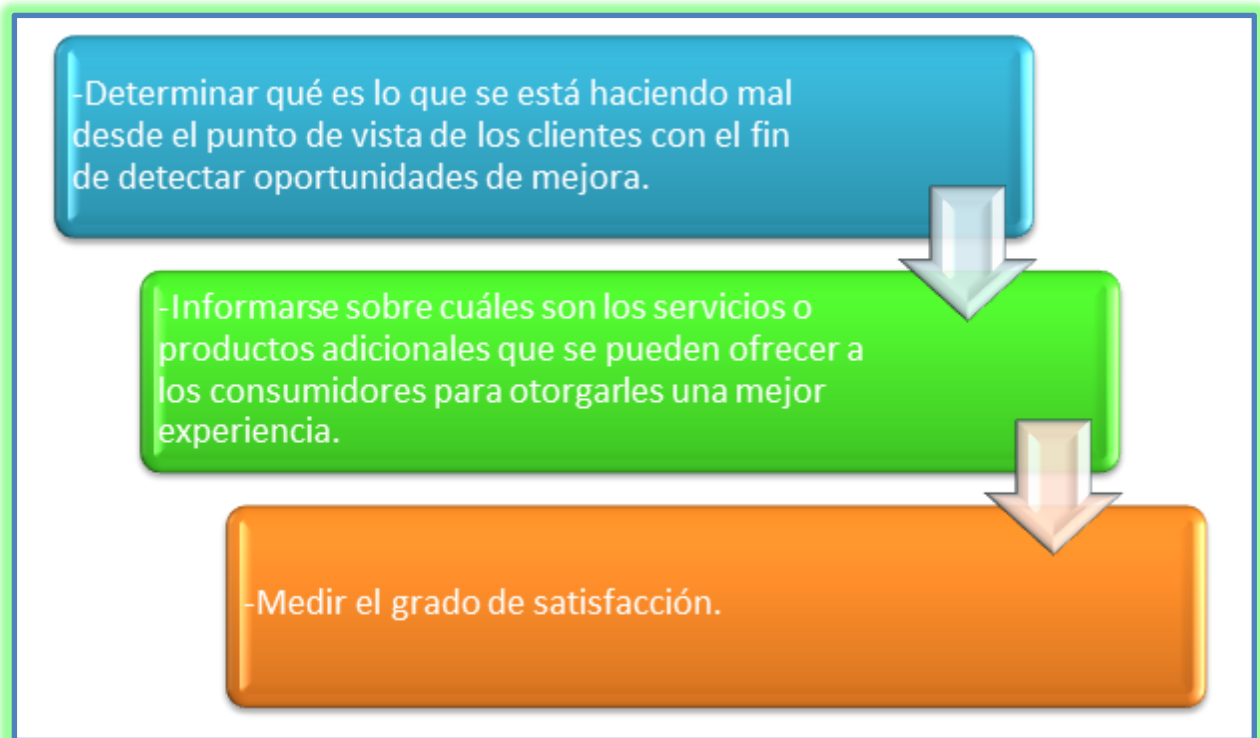 -Determinar qué es lo que se está haciendo mal
desde el punto de vista de los clientes con el fin
de detectar oportunidades de mejora.
-Informarse sobre cuáles son los servicios o
productos adicionales que se pueden ofrecer a
los consumidores para otorgarles una mejor
experiencia.
-Medir el grado de satisfacción.